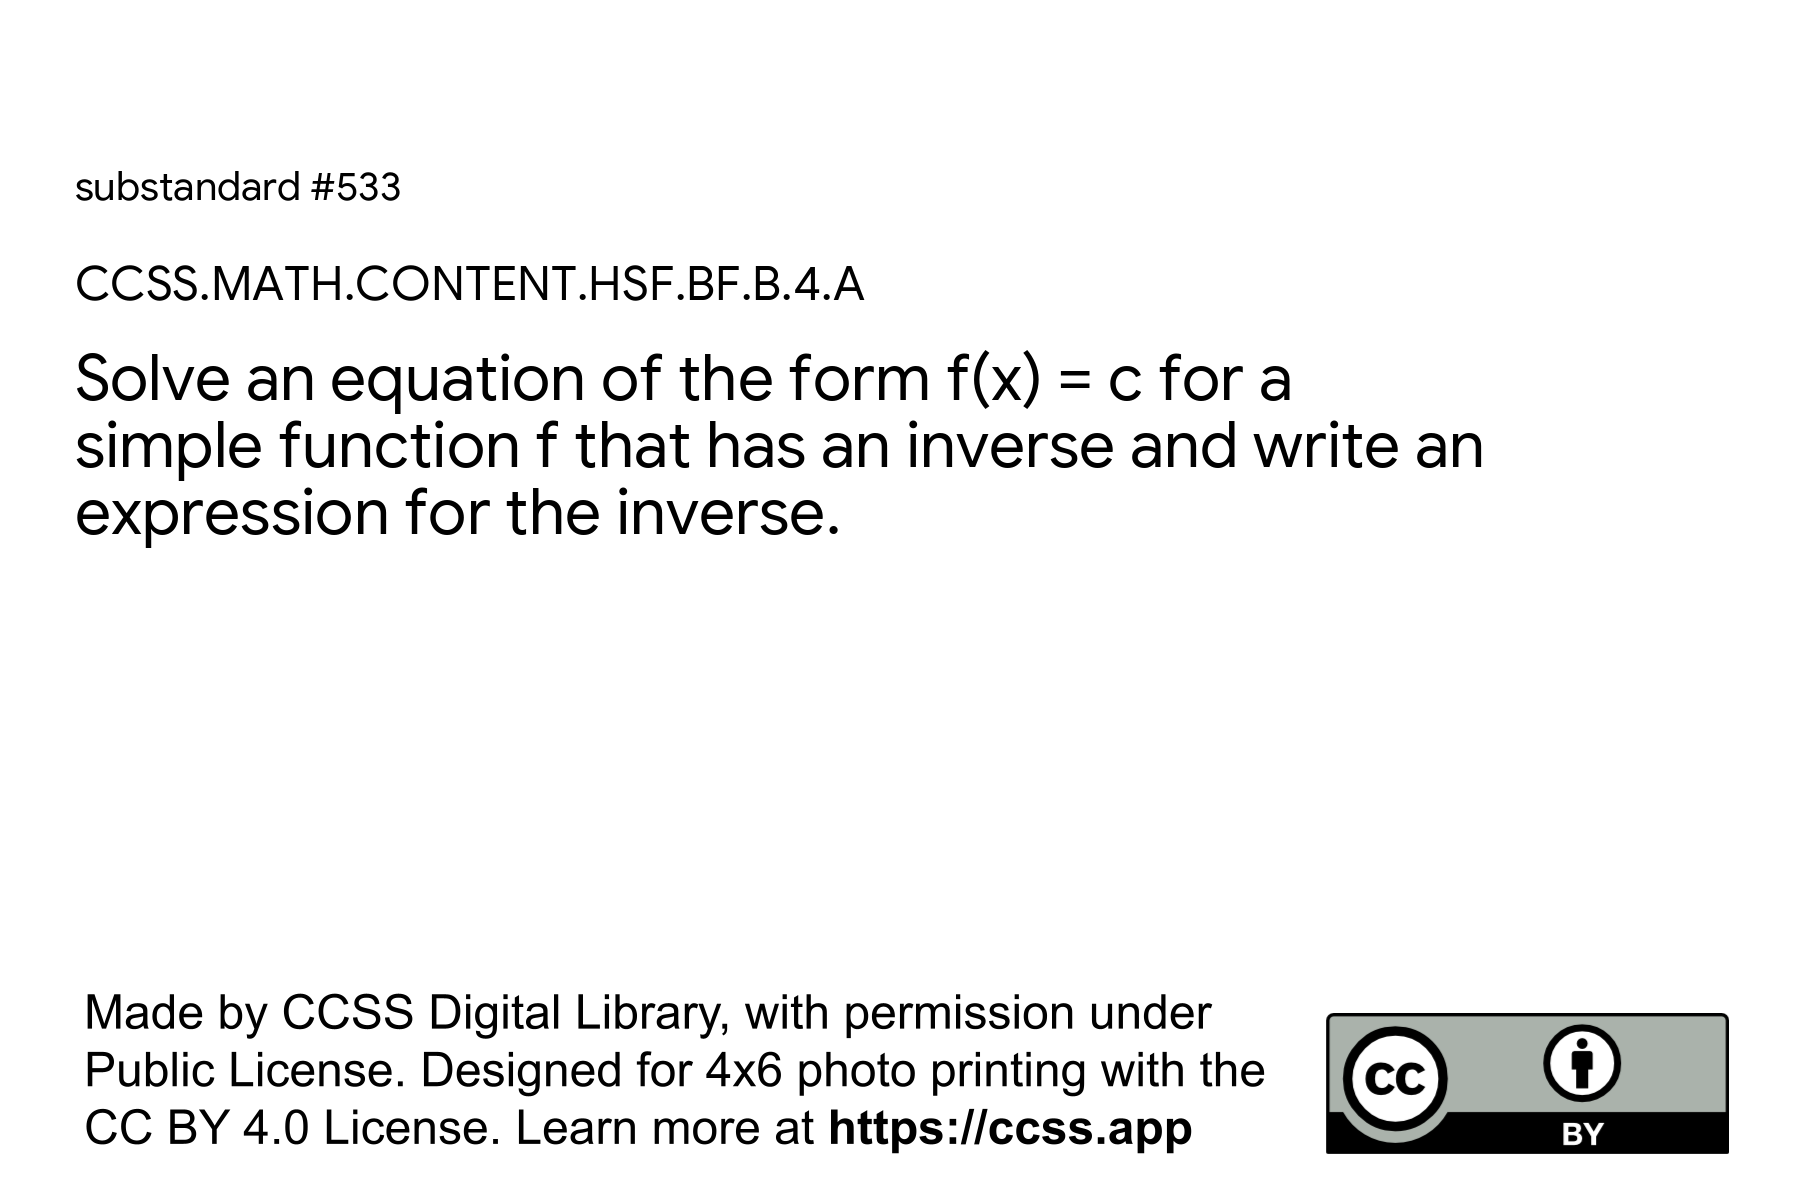 substandard #533
CCSS.MATH.CONTENT.HSF.BF.B.4.A
Solve an equation of the form f(x) = c for a
simple function f that has an inverse and write an
expression for the inverse.
Made by CCSS Digital Library, with permission under
Public License. Designed for 4x6 photo printing with the
CC BY 4.0 License. Learn more at https://ccss.app
CC
BY